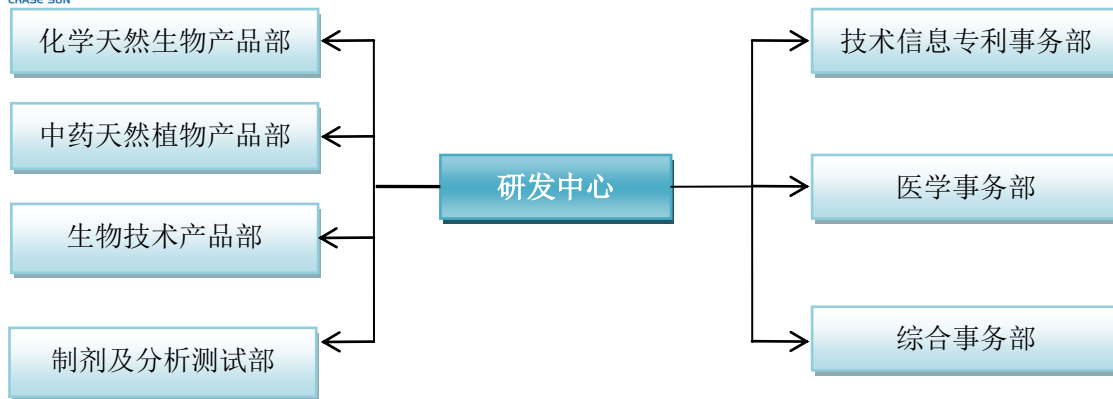 CHASE SUN
化学天然生物产品部
中药天然植物产品部
生物技术产品部
制剂及分析测试部
研发中心
技术信息专利事务部
医学事务部
综合事务部